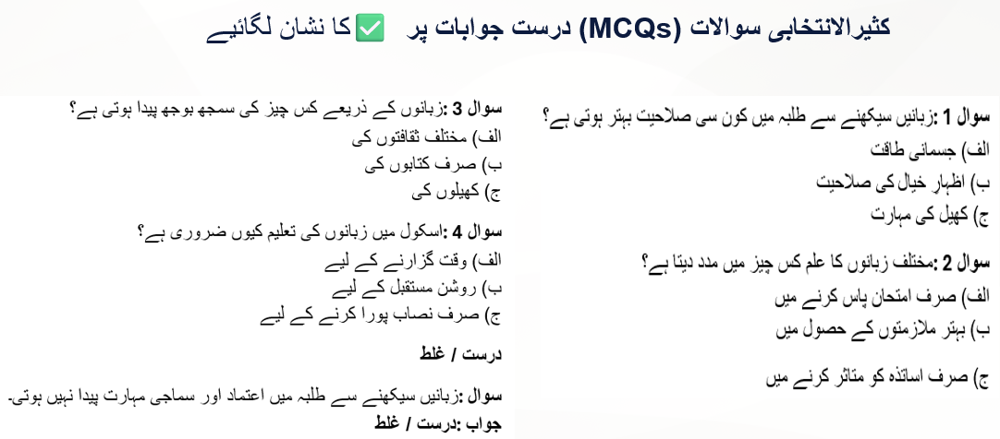 کثیرالانتخابی سوالات (MCQs) درست جوابات پر ✅ کا نشان لگائیے
سوال 1 :زبانیں سیکھنے سے طلبہ میں کون سی صلاحیت بہتر ہوتی ہے؟
الف) جسمانی طاقت
ب) اظہارِ خیال کی صلاحیت
ج) کھیل کی مہارت
سوال 2 :مختلف زبانوں کا علم کس چیز میں مدد دیتا ہے؟
الف) صرف امتحان پاس کرنے میں
ب) بہتر ملازمتوں کے حصول میں
ج) صرف اساتذہ کو متاثر کرنے میں
سوال 3 :زبانوں کے ذریعے کس چیز کی سمجھ بوجھ پیدا ہوتی ہے؟
الف) مختلف ثقافتوں کی
ب) صرف کتابوں کی
ج) کھیلوں کی
سوال 4 :اسکول میں زبانوں کی تعلیم کیوں ضروری ہے؟
الف) وقت گزارنے کے لیے
ب) روشن مستقبل کے لیے
ج) صرف نصاب پورا کرنے کے لیے
درست / غلط
سوال :زبانیں سیکھنے سے طلبہ میں اعتماد اور سماجی مہارت پیدا نہیں ہوتی۔
جواب :درست / غلط